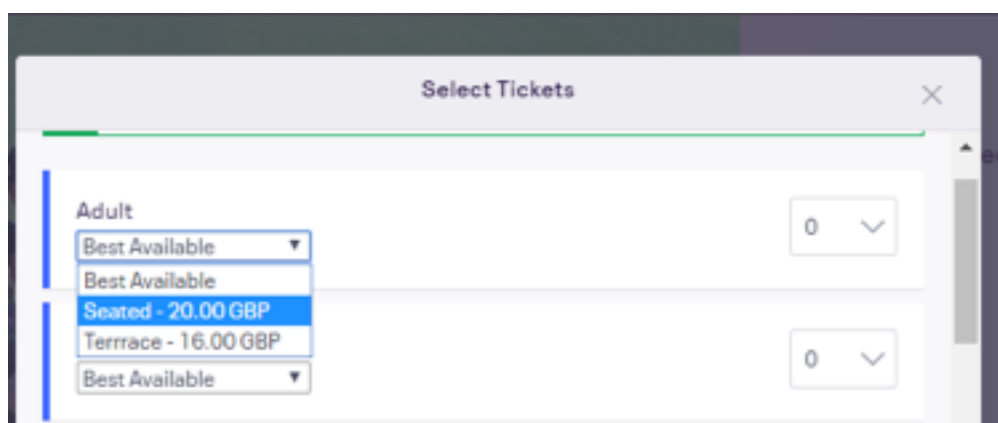 Select Tickets
Adult
0
Best Available
Best Available
Seated - 20.00 GBP
Terrrace - 16.00 GBP
0
Best Available